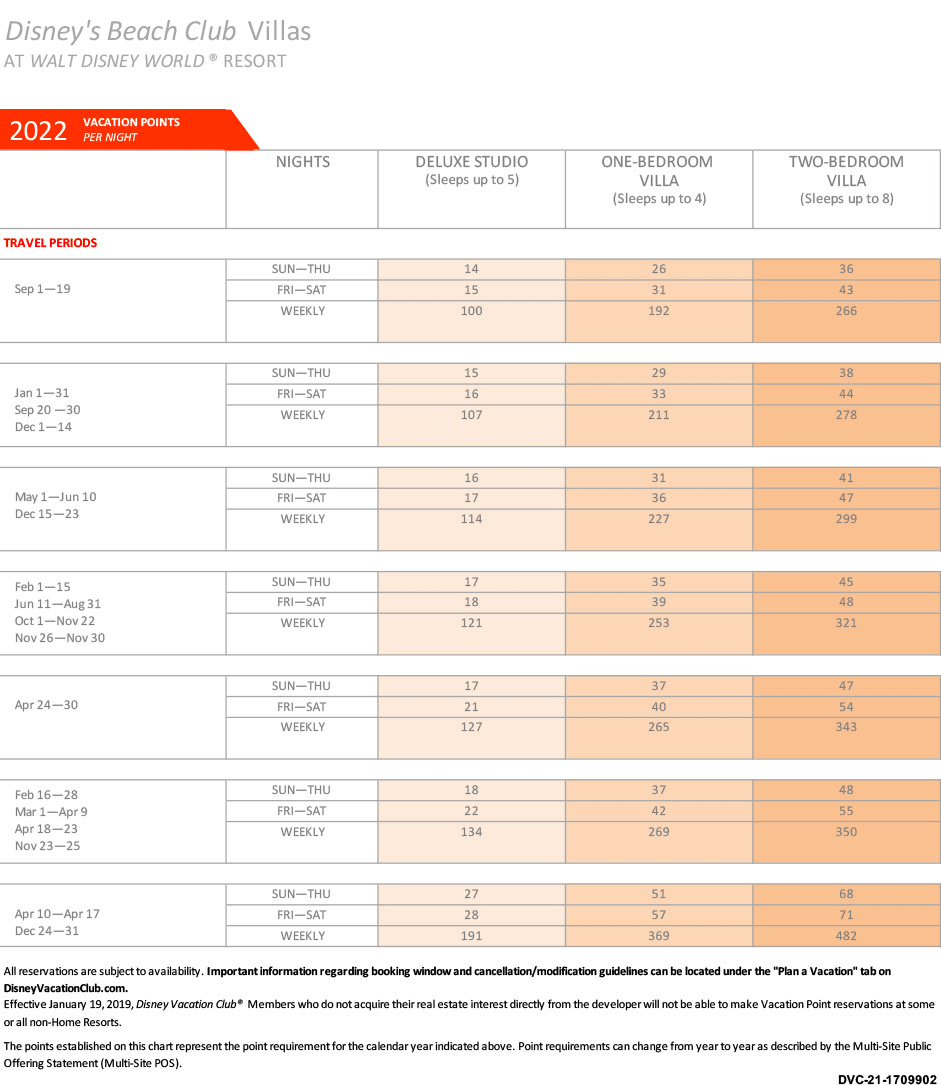 Disney's Beach Club Villas
AT WALT DISNEY WORLD ® RESORT
2022 VACATION POINTS
PER NIGHT
NIGHTS DELUXE STUDIO ONE-BEDROOM TWO-BEDROOM
(Sleeps up to 5) VILLA VILLA
(Sleeps up to 4) (Sleeps up to 8)
TRAVEL PERIODS
SUN—THU 14 26 36
Sep 1—19 FRI—SAT 15 31 43
WEEKLY 100 192 266
SUN—THU 15 29 38
Jan 1—31 FRI—SAT 16 33 44
Sep 20 —30 WEEKLY 107 211 278
Dec 1—14
SUN—THU 16 31 41
May 1—Jun 10 FRI—SAT 17 36 47
Dec 15—23 WEEKLY 114 227 299
Feb 1—15 SUN—THU 17 35 45
Jun 11—Aug 31 FRI—SAT 18 39 48
Oct 1—Nov 22 WEEKLY 121 253 321
Nov 26—Nov 30
SUN—THU 17 37 47
Apr 24—30 FRI—SAT 21 40 54
WEEKLY 127 265 343
Feb 16—28 SUN—THU 18 37 48
Mar 1—Apr 9 FRI—SAT 22 42 55
Apr 18—23 WEEKLY 134 269 350
Nov 23—25
SUN—THU 27 51 68
Apr 10—Apr 17 FRI—SAT 28 57 71
Dec 24—31 WEEKLY 191 369 482
All reservations are subject to availability. Important information regarding booking window and cancellation/modification guidelines can be located under the "Plan a Vacation" tab on
DisneyVacationClub.com.
Effective January 19, 2019, Disney Vacation Club® Members who do not acquire their real estate interest directly from the developer will not be able to make Vacation Point reservations at some
or all non-Home Resorts.
The points established on this chart represent the point requirement for the calendar year indicated above. Point requirements can change from year to year as described by the Multi-Site Public
Offering Statement (Multi-Site POS).
DVC-21-1709902